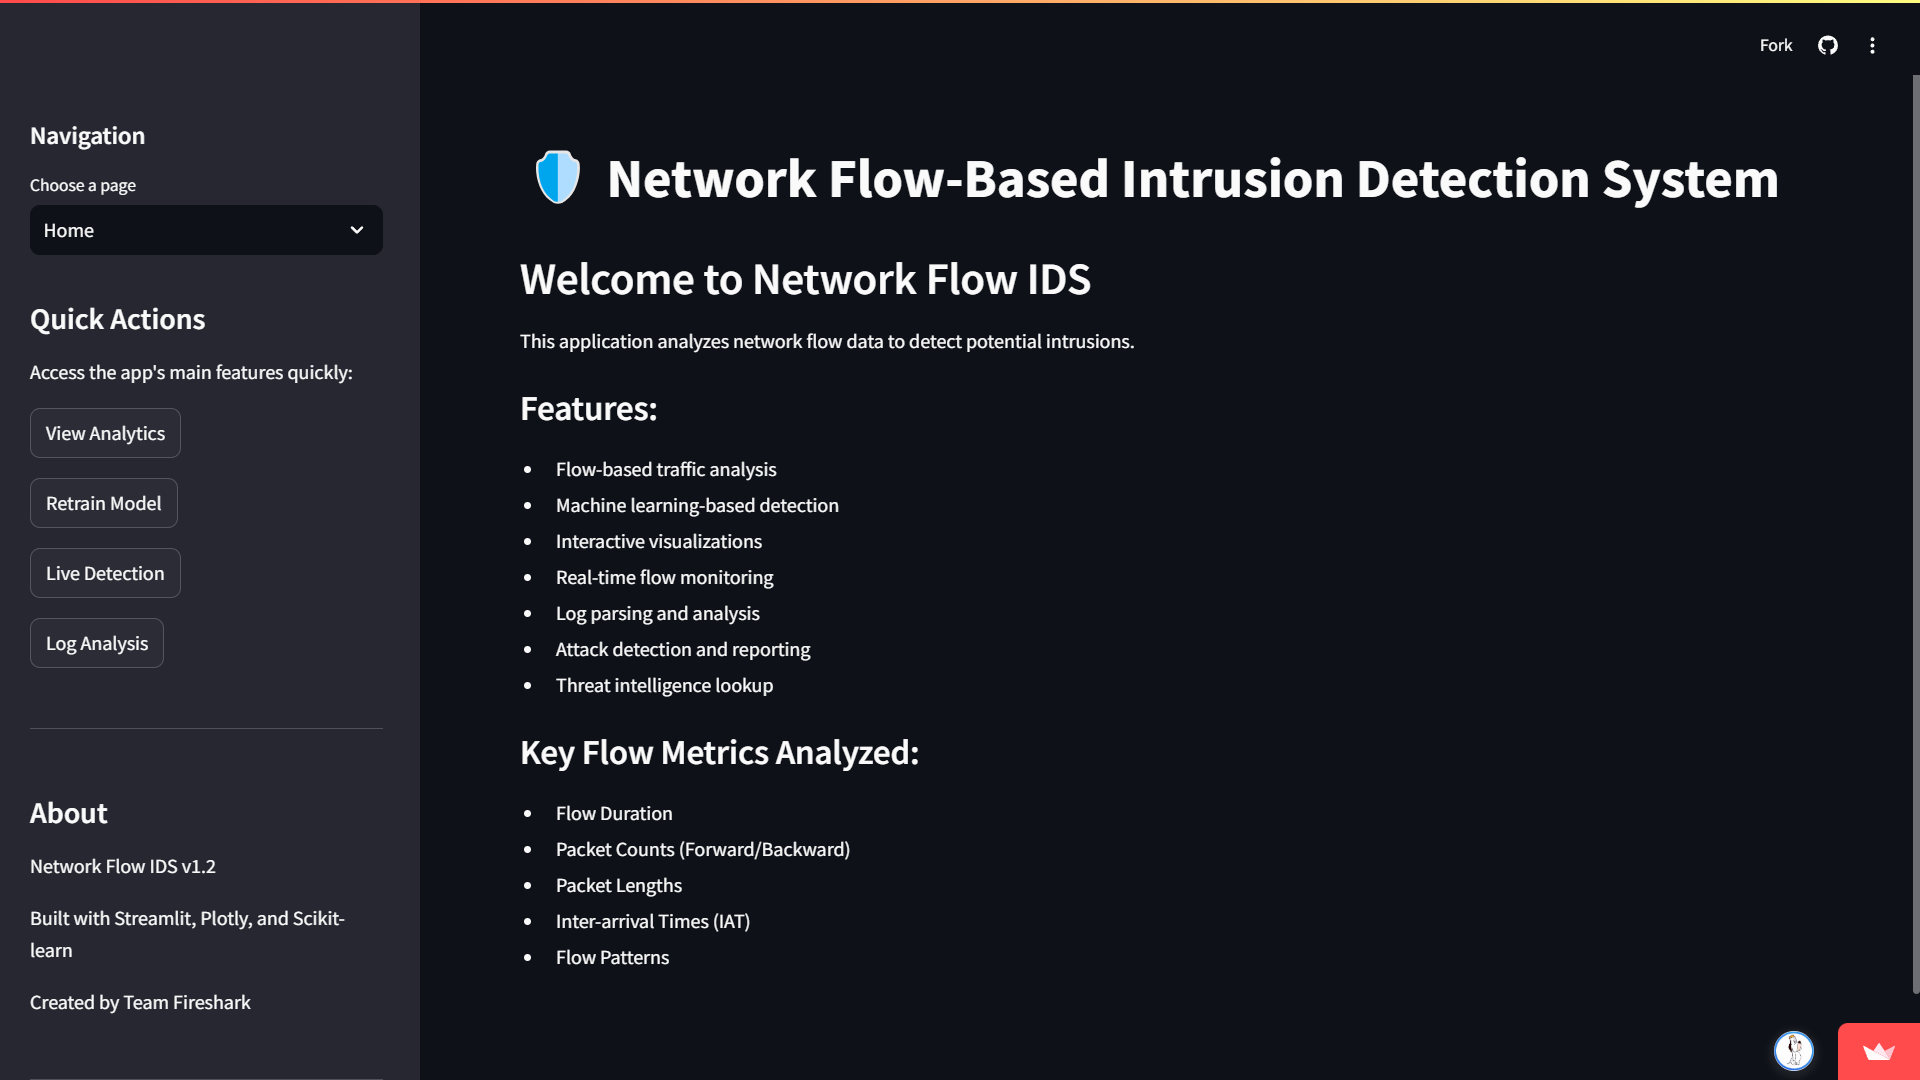 Fork
Navigation
Choose a page
Home
Quick Actions
Access the app's main features quickly:
View Analytics
Retrain Model
Live Detection
Log Analysis
About
Network Flow IDS v1.2
Built with Streamlit, Plotly, and Scikit-
learn
Created by Team Fireshark
Network Flow-Based Intrusion Detection System
Welcome to Network Flow IDS
This application analyzes network flow data to detect potential intrusions.
Features:
• Flow-based traffic analysis
• Machine learning-based detection
• Interactive visualizations
• Real-time flow monitoring
• Log parsing and analysis
• Attack detection and reporting
• Threat intelligence lookup
Key Flow Metrics Analyzed:
• Flow Duration
• Packet Counts (Forward/Backward)
• Packet Lengths
• Inter-arrival Times (IAT)
• Flow Patterns